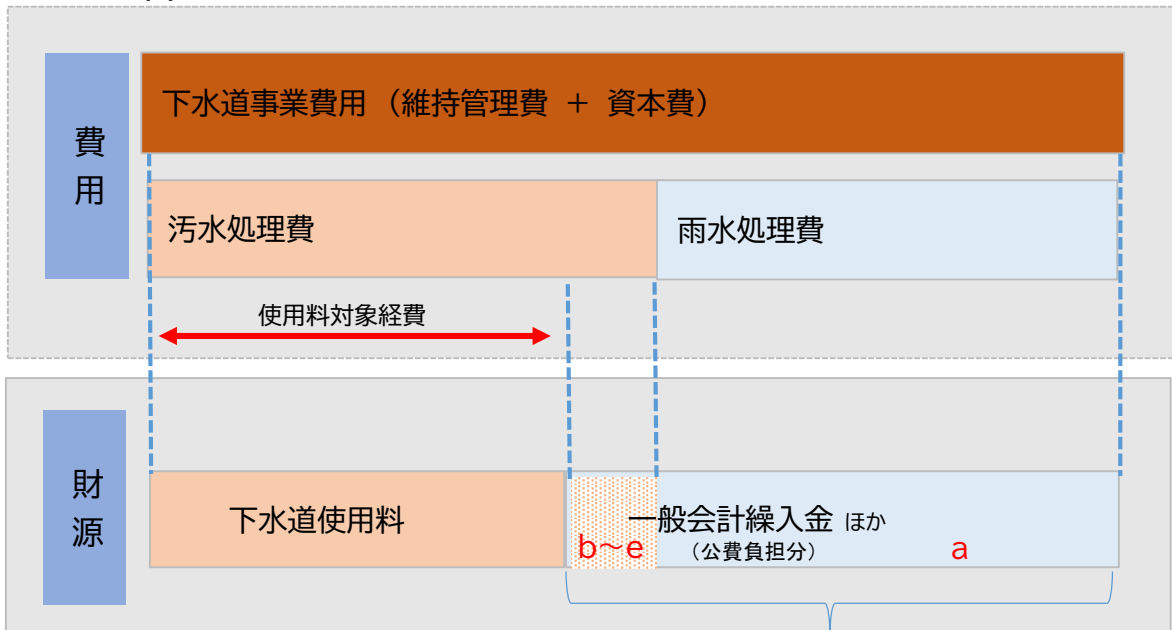 費用
下水道事業費用（維持管理費 ＋ 資本費）
汚水処理費
雨水処理費
使用料対象経費
財源
下水道使用料
一般会計繰入金 ほか
（公費負担分）
b～e
a